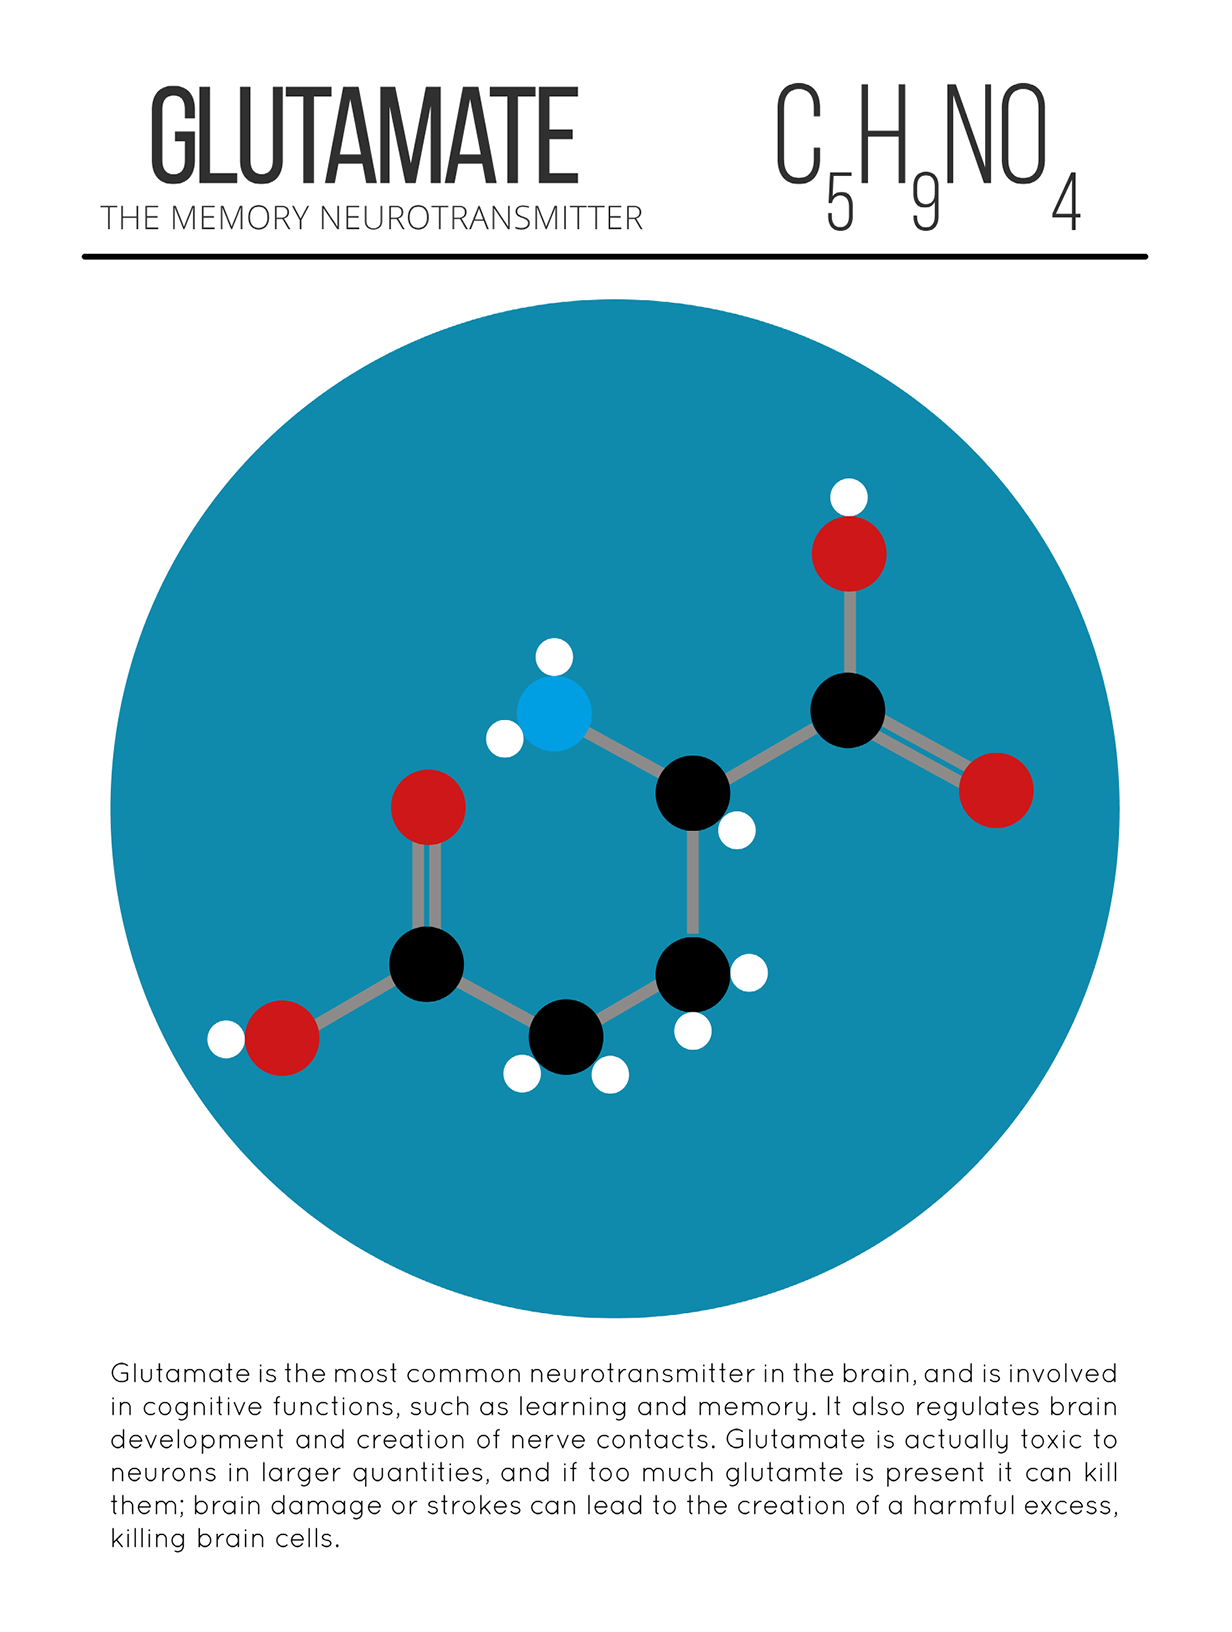 GLUTAMATE
THE MEMORY NEUROTRANSMITTER
C5H9NO4
Glutamate is the most common neurotransmitter in the brain, and is involved
in cognitive functions, such as learning and memory. It also regulates brain
development and creation of nerve contacts. Glutamate is actually toxic to
neurons in larger quantities, and if too much glutamte is present it can kill
them; brain damage or strokes can lead to the creation of a harmful excess,
killing brain cells.